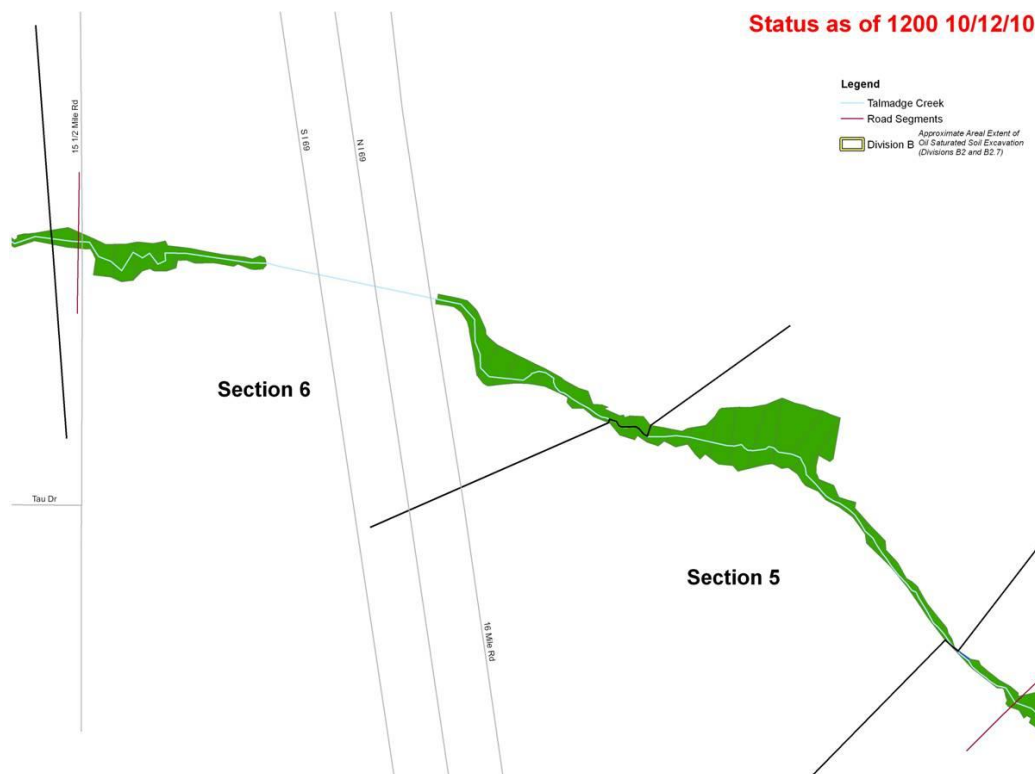 Status as of 1200 10/12/10
Legend
Talmadge Creek
Road Segments
Division B
Approximate Areal Extent of
Oil Saturated Soil Excavation
(Divisions B2 and B2.7)
15 1/2 Mile Rd
S I 69
N I 69
Section 6
Tau Dr
Section 5
16 Mile Rd